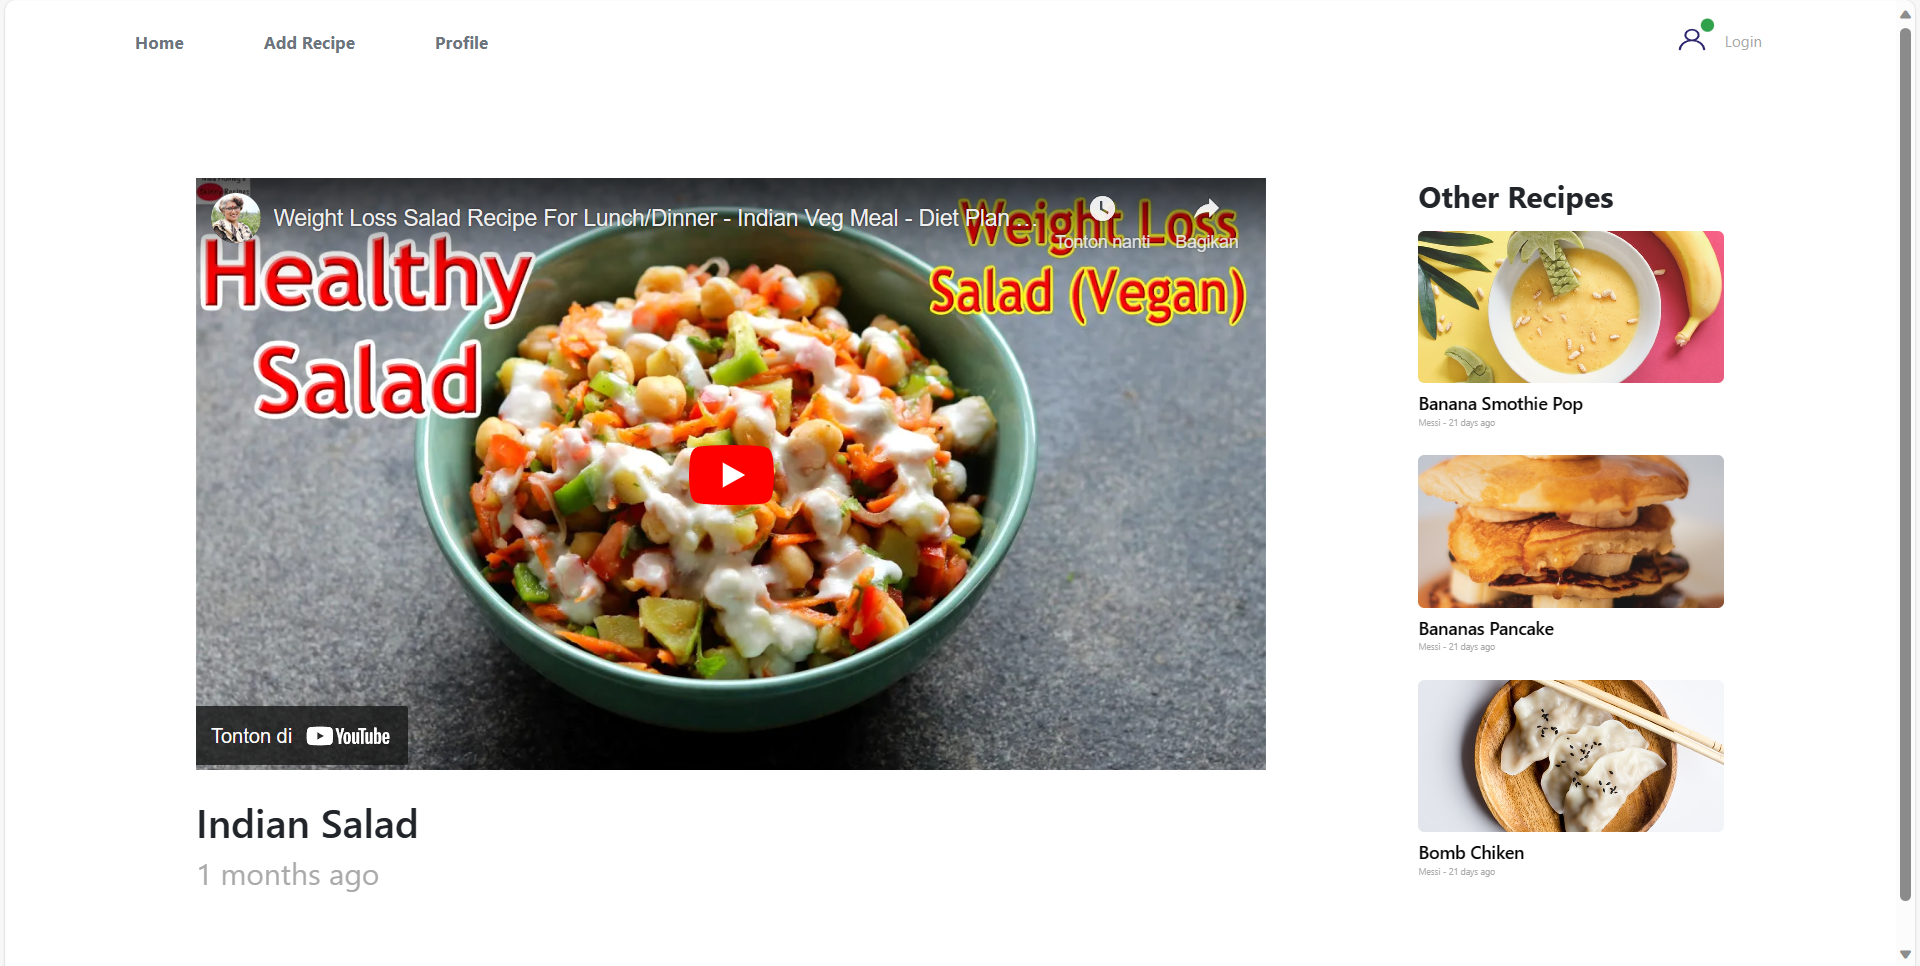 Home
Add Recipe
Profile
Login
Weight Loss Salad Recipe For Lunch/Dinner - Indian Veg Meal - Diet Plan ...
Tonton nanti
Bagikan
Healthy
Salad
Weight Loss
Salad (Vegan)
Tonton di YouTube
Indian Salad
1 months ago
Other Recipes
Banana Smothie Pop
Messi - 21 days ago
Bananas Pancake
Messi - 21 days ago
Bomb Chiken
Messi - 21 days ago